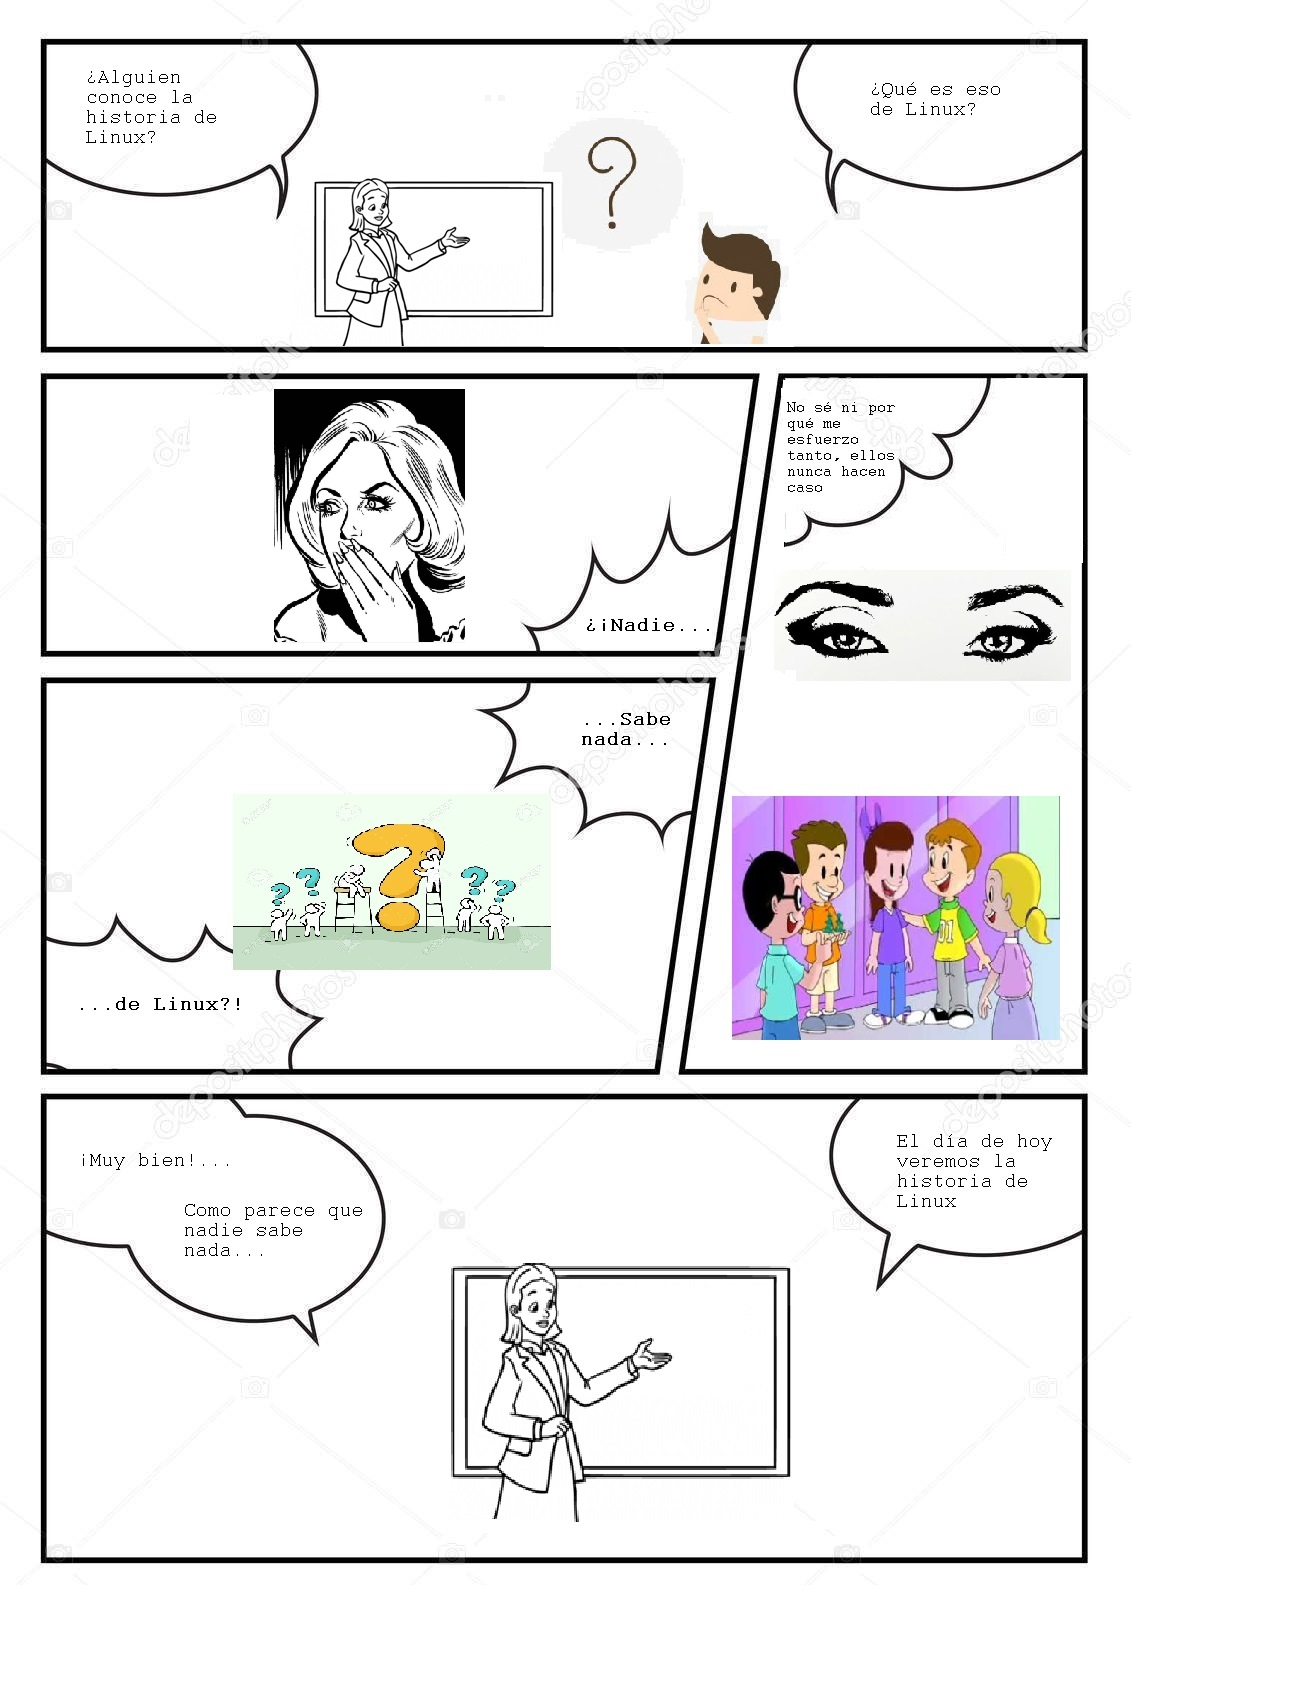 ¿Alguien
conoce la
historia de
Linux?
¿Qué es eso
de Linux?
¿¡Nadie...
No sé ni por
qué me
esfuerzo
tanto, ellos
nunca hacen
caso
...Sabe
nada...
...de Linux?!
¡Muy bien!...
Como parece que
nadie sabe
nada...
El día de hoy
veremos la
historia de
Linux
depositphotos